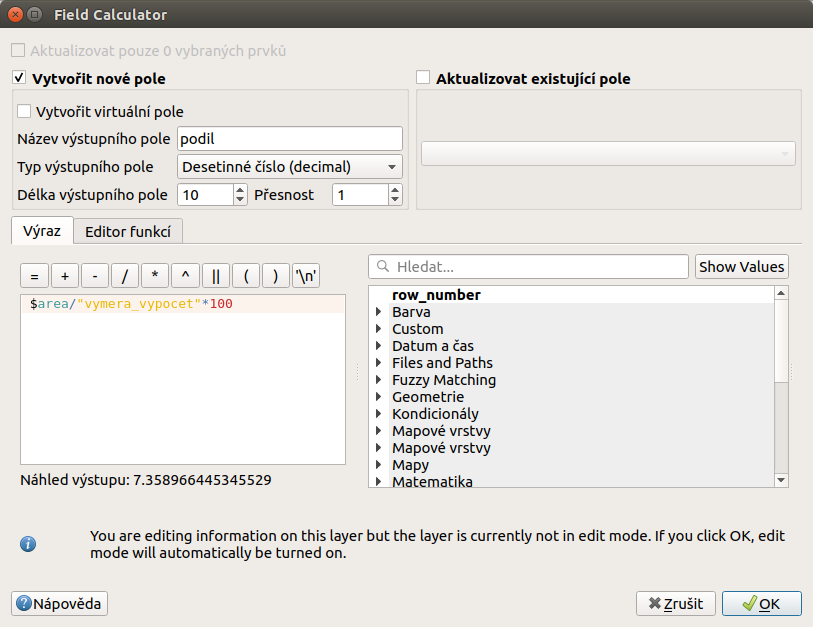 Field Calculator
Aktualizovat pouze 0 vybraných prvků
Vytvořit nové pole
Aktualizovat existující pole
Vytvořit virtuální pole
Název výstupního pole podil
Typ výstupního pole Desetinné číslo (decimal)
Délka výstupního pole 10 Přesnost 1
Výraz Editor funkcí
= + - / * ^ || ( ) '\n'
Hledat... Show Values
$area/"vymera_vypocet"*100
row_number
Barva
Custom
Datum a čas
Files and Paths
Fuzzy Matching
Geometrie
Kondicionály
Mapové vrstvy
Mapové vrstvy
Mapy
Matematika
Náhled výstupu: 7.358966445345529
You are editing information on this layer but the layer is currently not in edit mode. If you click OK, edit
mode will automatically be turned on.
Nápověda Zrušit OK